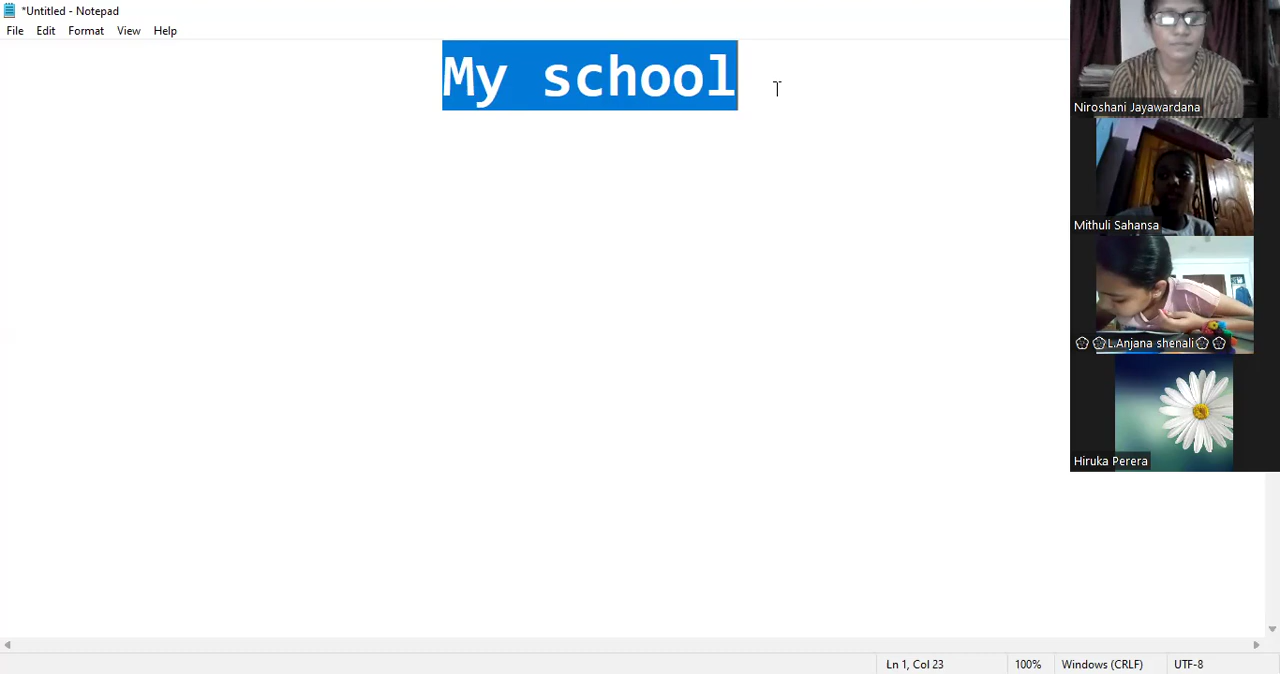 *Untitled - Notepad
File Edit Format View Help
My school
Niroshani Jayawardana
Mithuli Sahansa
L.Anjana shenali
Hiruka Perera
Ln 1, Col 23 100% Windows (CRLF) UTF-8